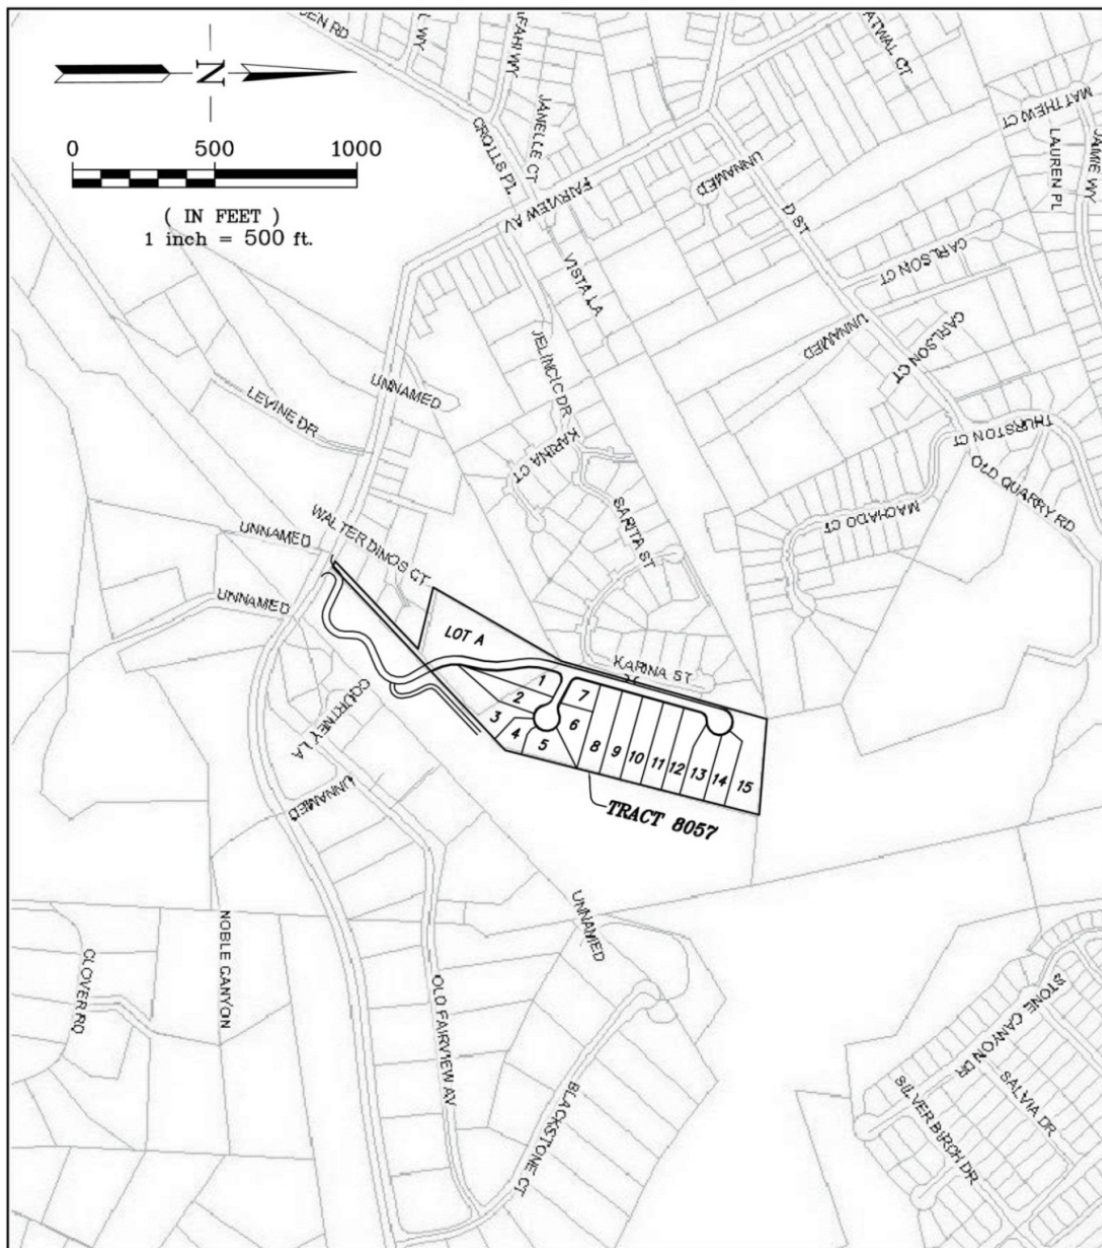 DEN RD
L WY
FAHI WY
ATWAL CT
N
0 500 1000
( IN FEET )
1 inch = 500 ft.
CROLLS PL
JANELLE CT
FAIRVIEW AV
UNNAMED
D ST
MATTHEW CT
LAUREN PL
JAMIE WY
VISTA LA
CARLSON CT
UNNAMED
CARLSON CT
JELINCIC DR
UNNAMED
LEVINE DR
KARINA CT
THURSTON CT
OLD QUARRY RD
MACHADO CT
SARITA ST
WALTER DINOS CT
UNNAMED
UNNAMED
LOT A
KARINA ST
COURTNEY LA
1
2
3
4
5
6
7
8
9
10
11
12
13
14
15
TRACT 8057
UNNAMED
UNNAMED
NOBLE CANYON
CLOVER RD
OLD FAIRVIEW AV
BLACKSTONE CT
STONE CANYON DR
SALVIA DR
SILVER BIRCH DR